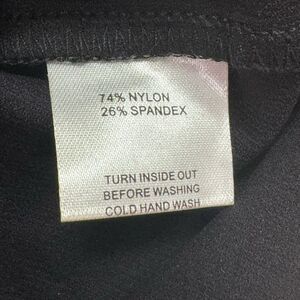 74% NYLON
26% SPANDEX
TURN INSIDE OUT
BEFORE WASHING
COLD HAND WASH